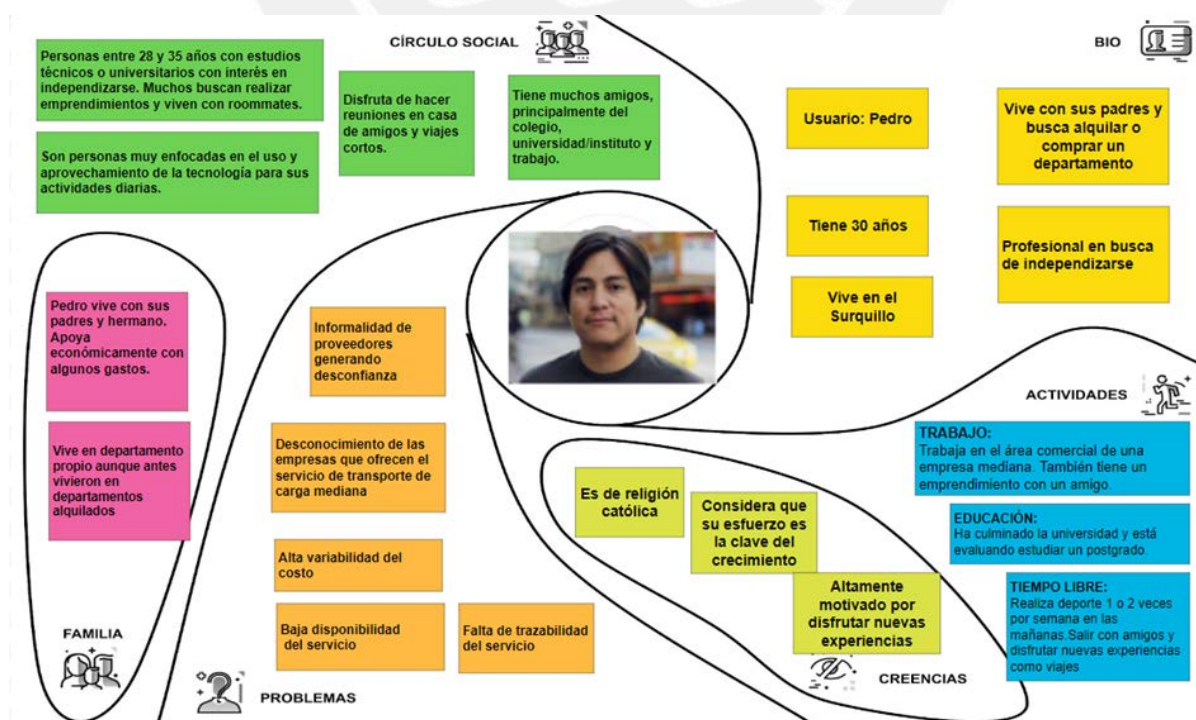 CÍRCULO SOCIAL
Personas entre 28 y 35 años con estudios
técnicos o universitarios con interés en
independizarse. Muchos buscan realizar
emprendimientos y viven con roommates.
Son personas muy enfocadas en el uso y
aprovechamiento de la tecnología para sus
actividades diarias.
Disfruta de hacer
reuniones en casa
de amigos y viajes
cortos.
Tiene muchos amigos,
principalmente del
colegio,
universidad/instituto y
trabajo.
BIO
Usuario: Pedro
Vive con sus padres y
busca alquilar o
comprar un
departamento
Tiene 30 años
Profesional en busca
de independizarse
Vive en el
Surquillo
Pedro vive con sus
padres y hermano.
Apoya
económicamente con
algunos gastos.
Vive en departamento
propio aunque antes
vivieron en
departamentos
alquilados
FAMILIA
Informalidad de
proveedores
generando
desconfianza
Desconocimiento de las
empresas que ofrecen el
servicio de transporte de
carga mediana
Alta variabilidad del
costo
Baja disponibilidad
del servicio
Falta de trazabilidad
del servicio
PROBLEMAS
Es de religión
católica
Considera que
su esfuerzo es
la clave del
crecimiento
Altamente
motivado por
disfrutar nuevas
experiencias
CREENCIAS
ACTIVIDADES
TRABAJO:
Trabaja en el área comercial de una
empresa mediana. También tiene un
emprendimiento con un amigo.
EDUCACIÓN:
Ha culminado la universidad y está
evaluando estudiar un postgrado.
TIEMPO LIBRE:
Realiza deporte 1 o 2 veces
por semana en las
mañanas.Salir con amigos y
disfrutar nuevas experiencias
como viajes